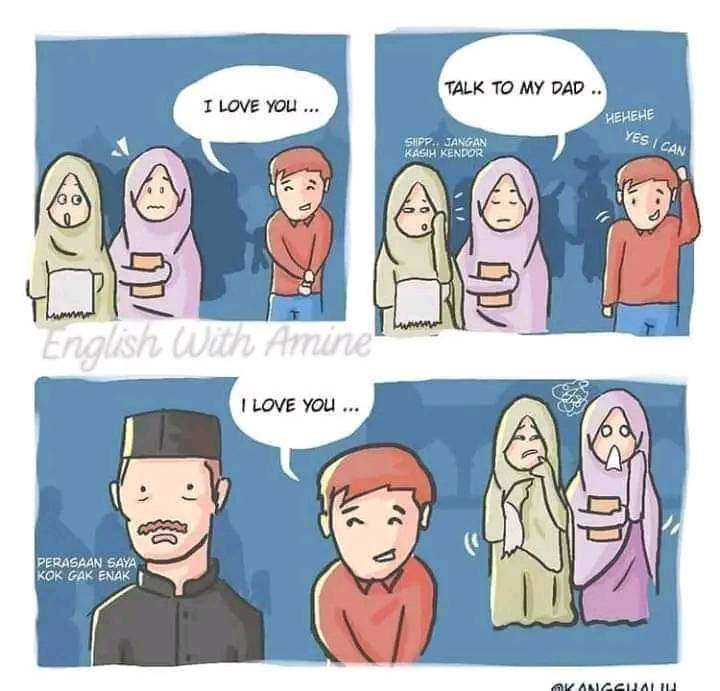 I LOVE YOU ...
TALK TO MY DAD ..
HEHEHE
YES I CAN
SIIPP.. JANGAN
KASIH KENDOR
English With Amine
I LOVE YOU ...
PERASAAN SAYA
KOK GAK ENAK